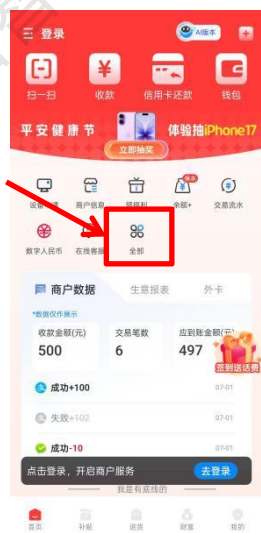 登录
AI版本
扫一扫 收款 信用卡还款 钱包
平安健康节 体验抽iPhone17
立即抽奖
商户信息 余额+ 交易流水
数字人民币 在线客服 全部
商户数据 生意报表 外卡
*数据仅作展示
收款金额(元) 交易笔数 应到账金额(元)
500 6 497
签到送话费
成功+100 07-01
失败+102 07-01
成功-10 07-01
点击登录，开启商户服务 去登录
我是有底线的
首页 补贴 进货 财富 我的